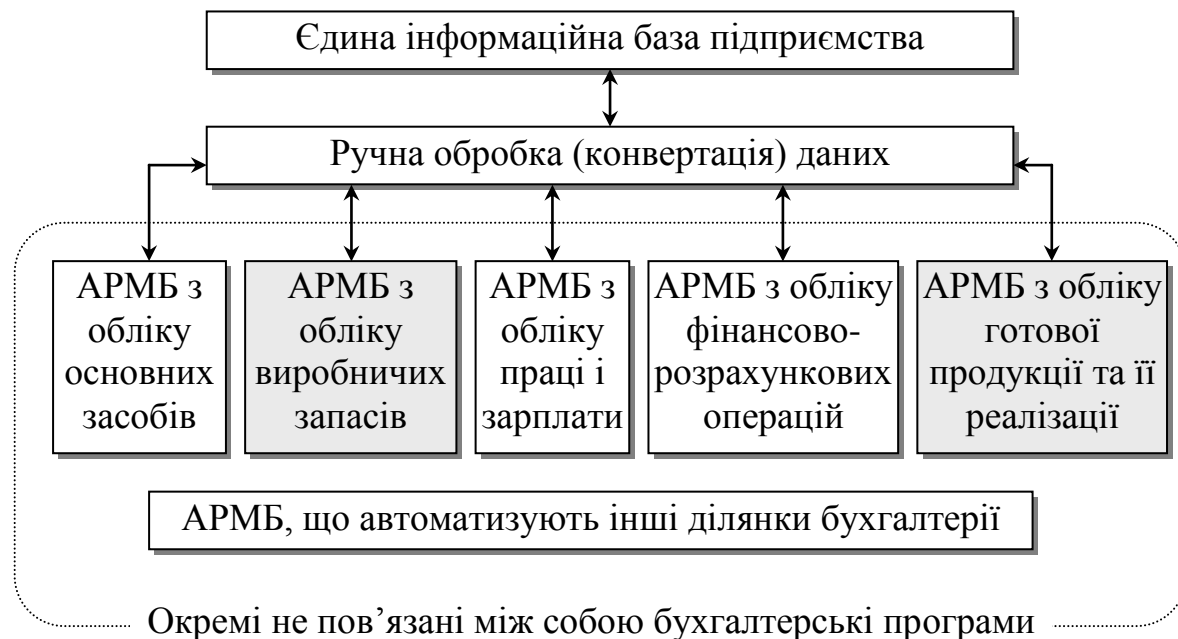 Єдина інформаційна база підприємства
Ручна обробка (конвертація) даних
АРМБ з
обліку
основних
засобів
АРМБ з
обліку
виробничих
запасів
АРМБ з
обліку
праці і
зарплати
АРМБ з обліку
фінансово-
розрахункових
операцій
АРМБ з обліку
готової
продукції та її
реалізації
АРМБ, що автоматизують інші ділянки бухгалтерії
Окремі не пов’язані між собою бухгалтерські програми